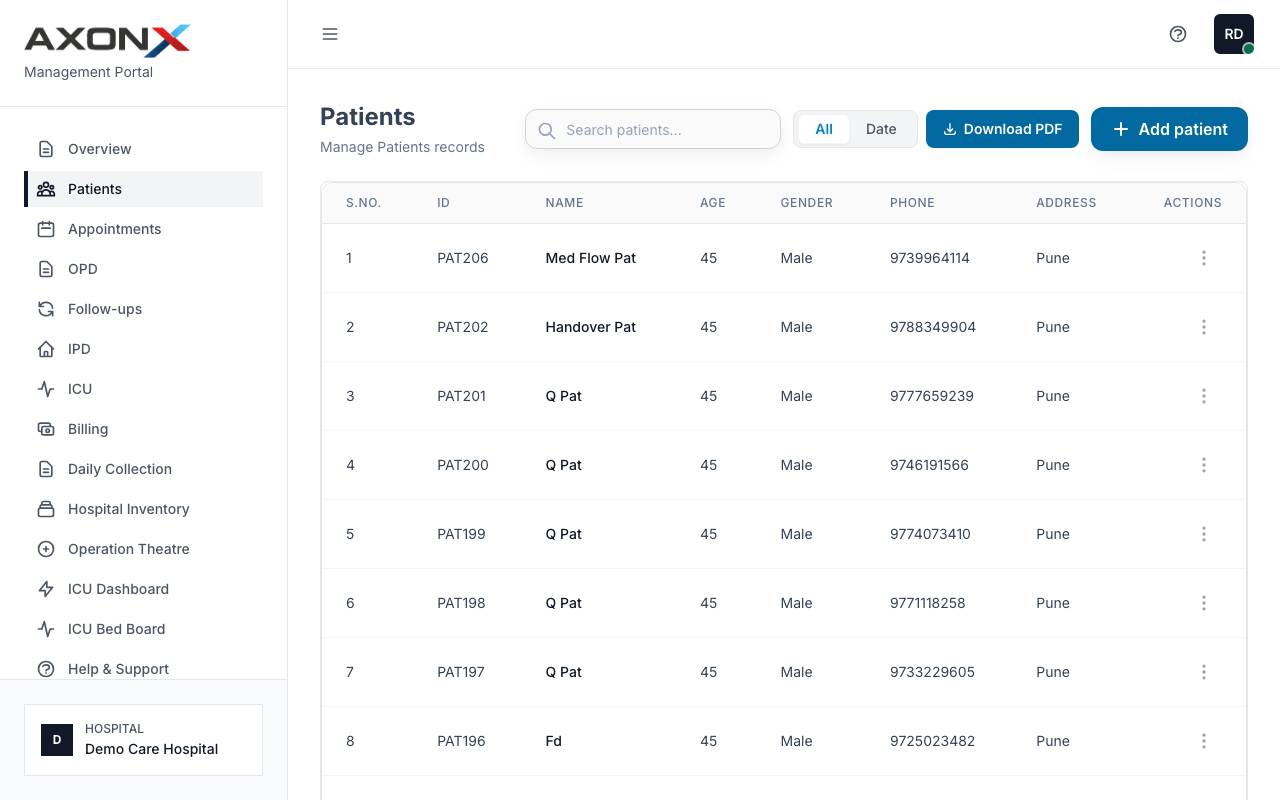 AXONX
Management Portal
Overview
Patients
Appointments
OPD
Follow-ups
IPD
ICU
Billing
Daily Collection
Hospital Inventory
Operation Theatre
ICU Dashboard
ICU Bed Board
Help & Support
D
HOSPITAL
Demo Care Hospital
RD
Patients
Manage Patients records
Search patients...
All Date
Download PDF
Add patient
S.NO. ID NAME AGE GENDER PHONE ADDRESS ACTIONS
1 PAT206 Med Flow Pat 45 Male 9739964114 Pune
2 PAT202 Handover Pat 45 Male 9788349904 Pune
3 PAT201 Q Pat 45 Male 9777659239 Pune
4 PAT200 Q Pat 45 Male 9746191566 Pune
5 PAT199 Q Pat 45 Male 9774073410 Pune
6 PAT198 Q Pat 45 Male 9771118258 Pune
7 PAT197 Q Pat 45 Male 9733229605 Pune
8 PAT196 Fd 45 Male 9725023482 Pune